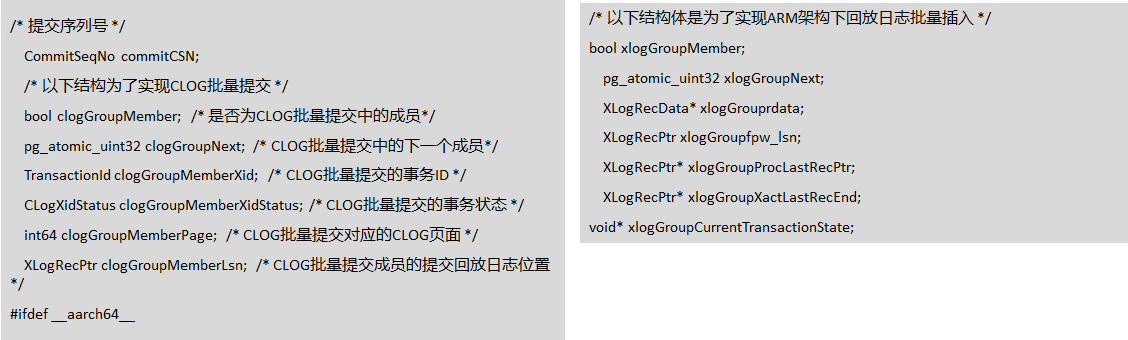 /* 提交序列号 */
CommitSeqNo commitCSN;
/* 以下结构为了实现CLOG批量提交 */
bool clogGroupMember; /* 是否为CLOG批量提交中的成员*/
pg_atomic_uint32 clogGroupNext; /* CLOG批量提交中的下一个成员*/
TransactionId clogGroupMemberXid; /* CLOG批量提交的事务ID */
CLogXidStatus clogGroupMemberXidStatus; /* CLOG批量提交的事务状态 */
int64 clogGroupMemberPage; /* CLOG批量提交对应的CLOG页面 */
XLogRecPtr clogGroupMemberLsn; /* CLOG批量提交成员的提交回放日志位置
*/
#ifdef __aarch64__
/* 以下结构体是为了实现ARM架构下回放日志批量插入 */
bool xlogGroupMember;
pg_atomic_uint32 xlogGroupNext;
XLogRecData* xlogGrouprdata;
XLogRecPtr xlogGroupfpw_lsn;
XLogRecPtr* xlogGroupProcLastRecPtr;
XLogRecPtr* xlogGroupXactLastRecEnd;
void* xlogGroupCurrentTransactionState;